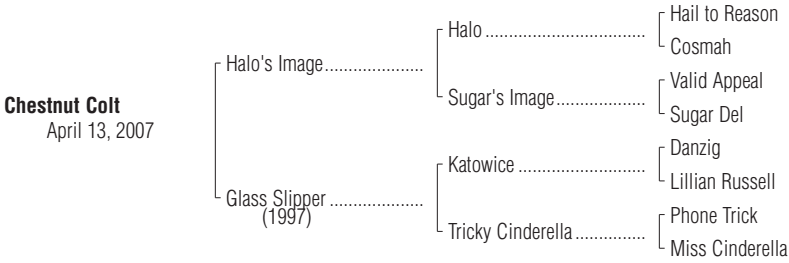 Chestnut Colt
April 13, 2007
Halo's Image.....................
Glass Slipper ....................
(1997)
Halo ..................................
Sugar's Image...................
Katowice ...........................
Tricky Cinderella...............
Hail to Reason
Cosmah
Valid Appeal
Sugar Del
Danzig
Lillian Russell
Phone Trick
Miss Cinderella